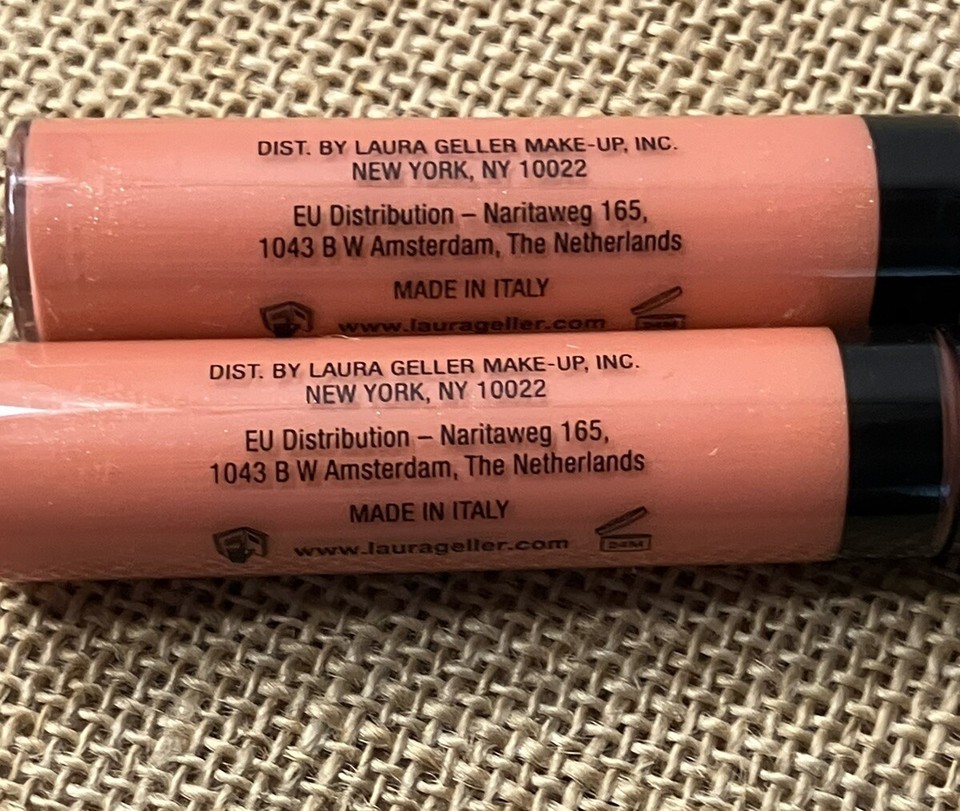 DIST. BY LAURA GELLER MAKE-UP, INC.
NEW YORK, NY 10022
EU Distribution – Naritaweg 165,
1043 B W Amsterdam, The Netherlands
MADE IN ITALY
www.laurageller.com
24M
DIST. BY LAURA GELLER MAKE-UP, INC.
NEW YORK, NY 10022
EU Distribution – Naritaweg 165,
1043 B W Amsterdam, The Netherlands
MADE IN ITALY
www.laurageller.com
24M